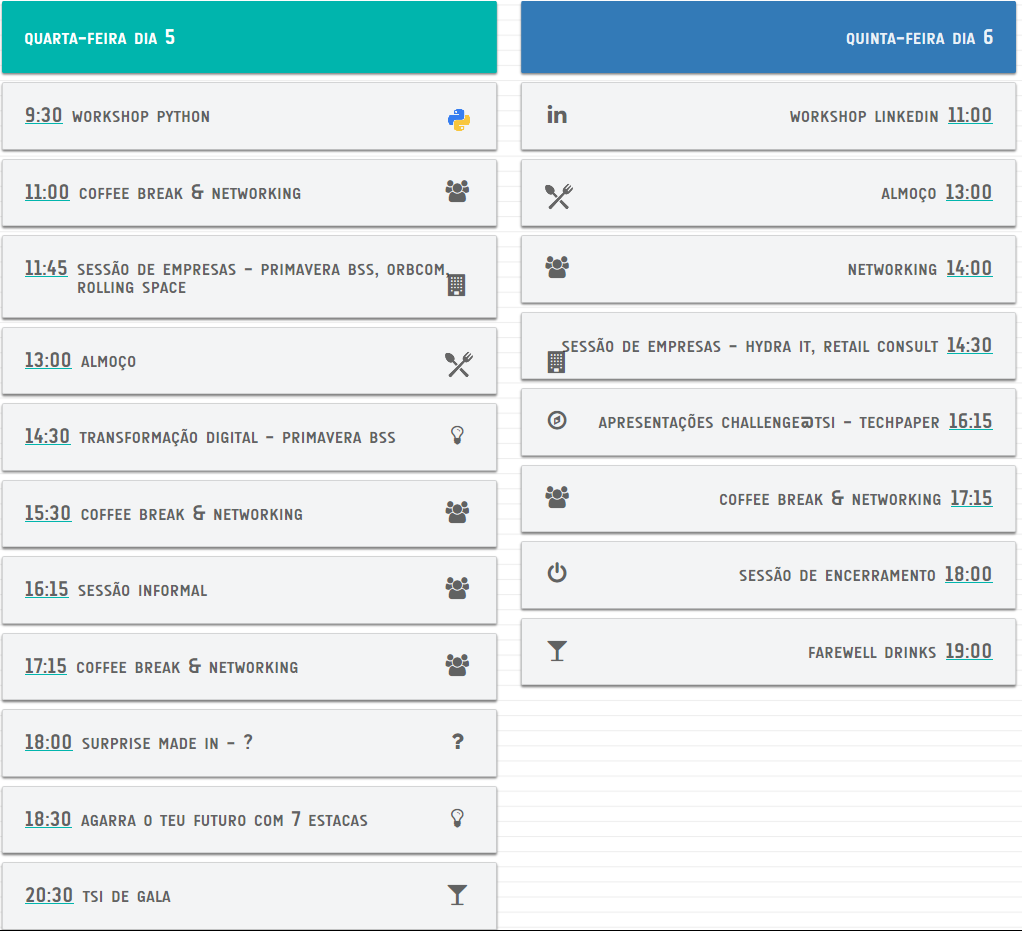 QUARTA-FEIRA DIA 5
9:30 WORKSHOP PYTHON
11:00 COFFEE BREAK & NETWORKING
11:45 SESSÃO DE EMPRESAS - PRIMAVERA BSS, ORBCOM,
ROLLING SPACE
13:00 ALMOÇO
14:30 TRANSFORMAÇÃO DIGITAL - PRIMAVERA BSS
15:30 COFFEE BREAK & NETWORKING
16:15 SESSÃO INFORMAL
17:15 COFFEE BREAK & NETWORKING
18:00 SURPRISE MADE IN - ?
?
18:30 AGARRA O TEU FUTURO COM 7 ESTACAS
20:30 TSI DE GALA
QUINTA-FEIRA DIA 6
in WORKSHOP LINKEDIN 11:00
ALMOÇO 13:00
NETWORKING 14:00
SESSÃO DE EMPRESAS - HYDRA IT, RETAIL CONSULT 14:30
APRESENTAÇÕES CHALLENGE@TSI - TECHPAPER 16:15
COFFEE BREAK & NETWORKING 17:15
SESSÃO DE ENCERRAMENTO 18:00
FAREWELL DRINKS 19:00